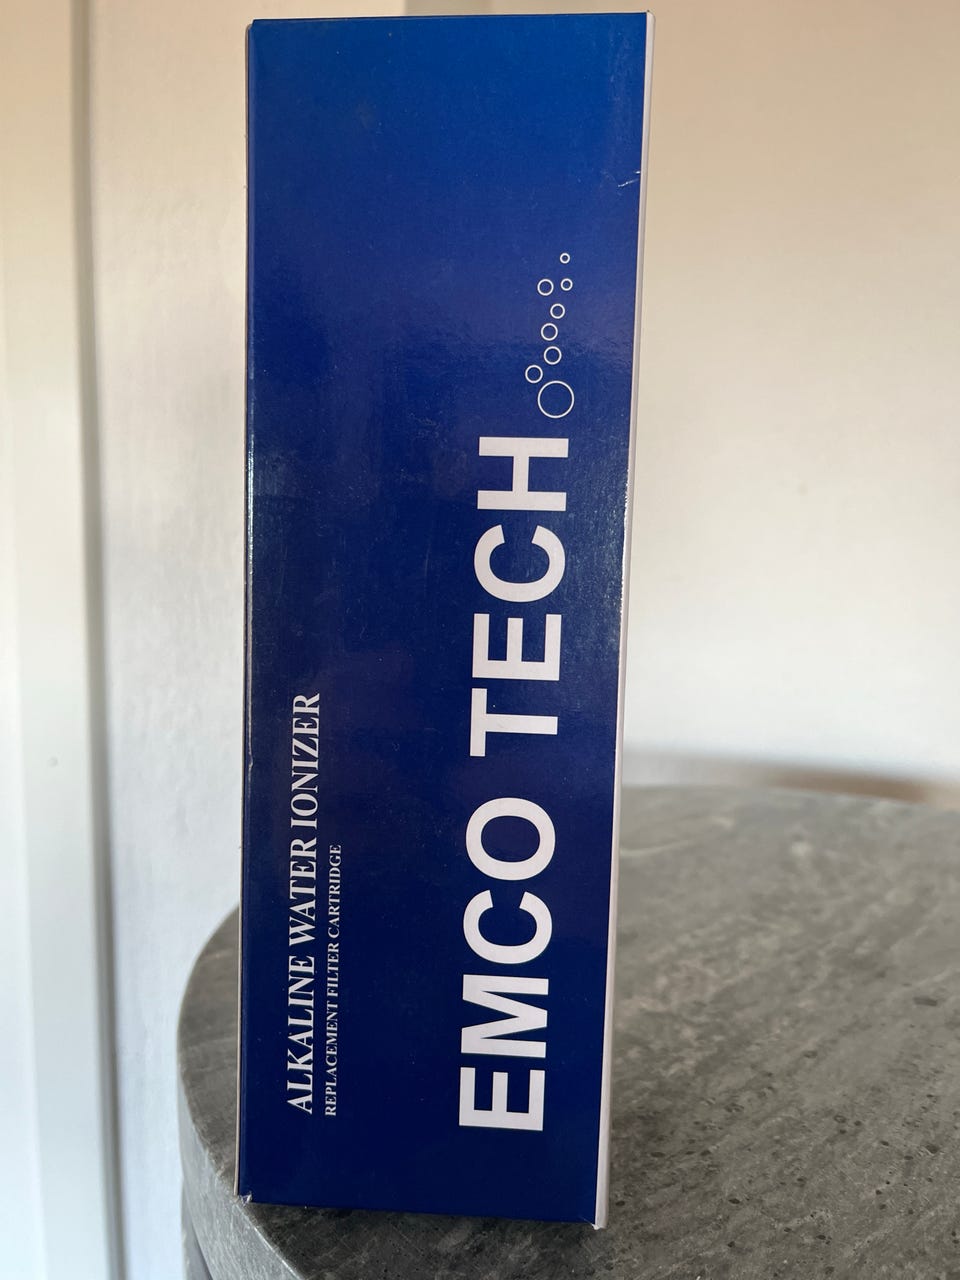 ALKALINE WATER IONIZER
REPLACEMENT FILTER CARTRIDGE
EMCO TECH